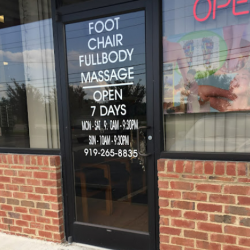 OPE
FOOT
CHAIR
FULLBODY
MASSAGE
OPEN
7 DAYS
MON - SAT. 9: 0AM - 9:30PM
SUN - 10AM - 9:30PM
919-265-8835